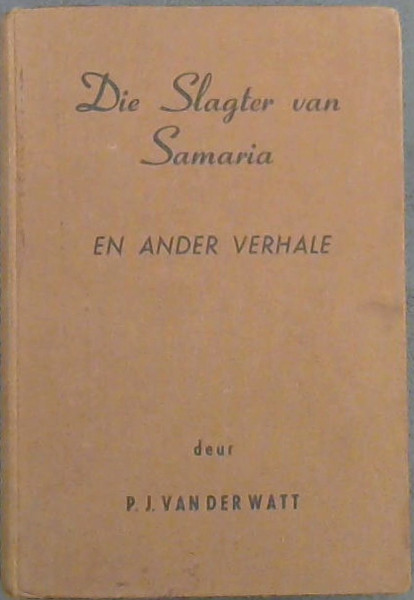 Die Slagter van
Samaria
EN ANDER VERHALE
deur
P. J. VAN DER WATT